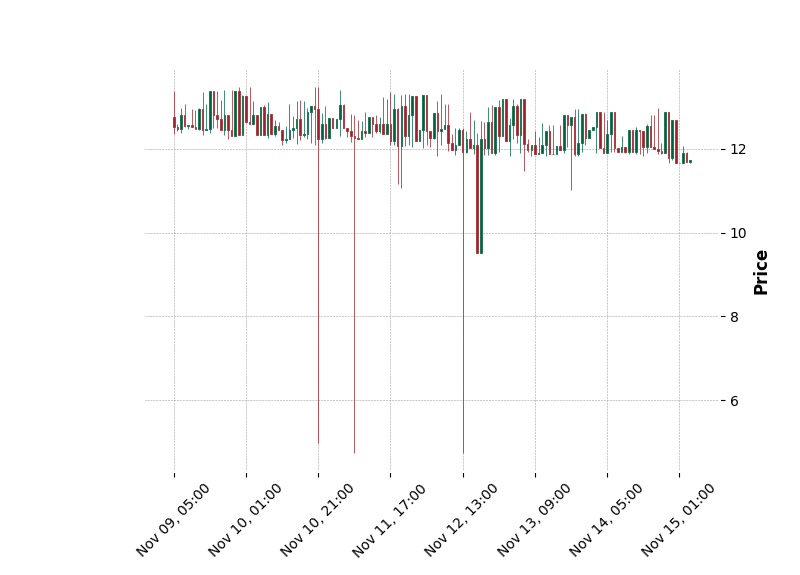 12
10
8
6
Price
Nov 09, 05:00
Nov 10, 01:00
Nov 10, 21:00
Nov 11, 17:00
Nov 12, 13:00
Nov 13, 09:00
Nov 14, 05:00
Nov 15, 01:00